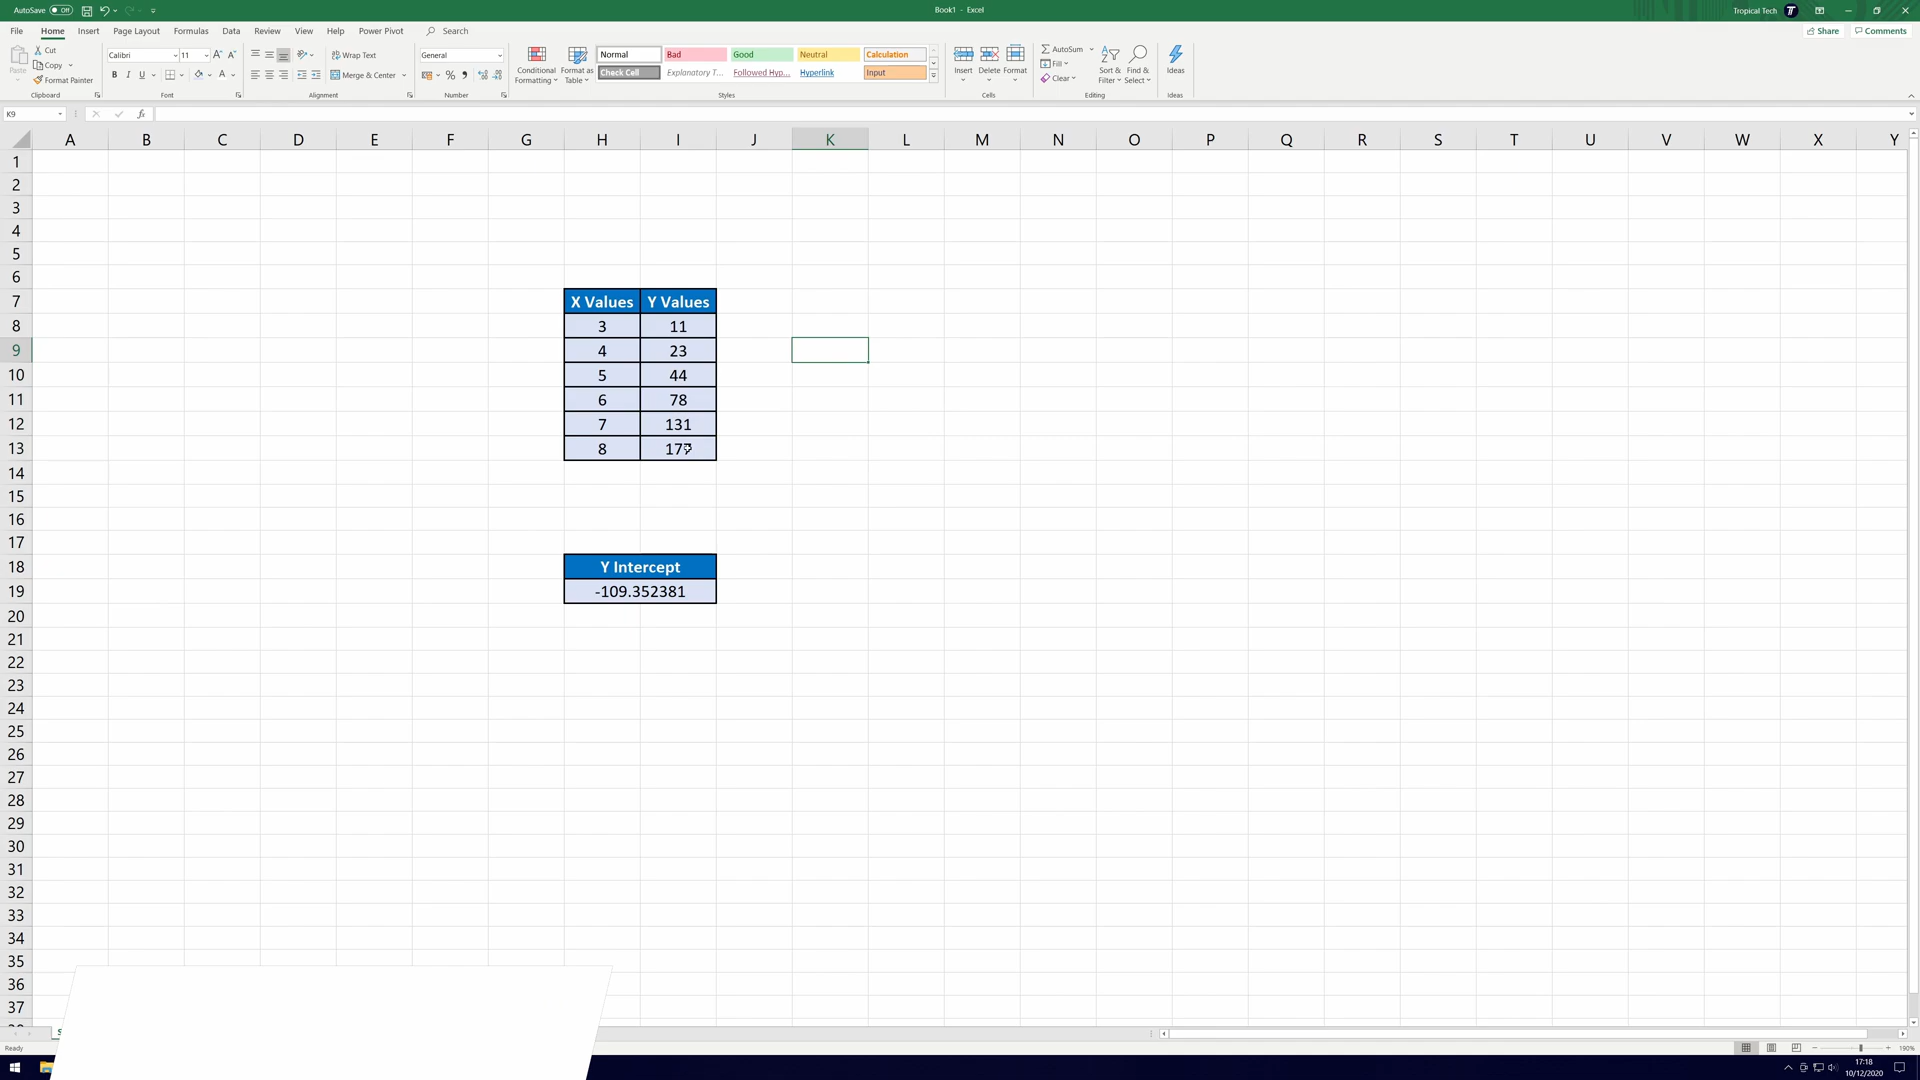 AutoSave Off
Book1 - Excel
Tropical Tech
File Home Insert Page Layout Formulas Data Review View Help Power Pivot Search
Share Comments
Paste
Cut
Copy
Format Painter
Clipboard
Calibri 11
B I U
Font
Wrap Text
Merge & Center
Alignment
General
Number
Conditional Formatting
Format as Table
Normal Bad Good Neutral Calculation
Check Cell Explanatory T... Followed Hyp... Hyperlink Input
Styles
Insert Delete Format
Cells
AutoSum
Fill
Clear
Sort & Filter
Find & Select
Editing
Ideas
Ideas
K9
fx
A B C D E F G H I J K L M N O P Q R S T U V W X Y
1
2
3
4
5
6
7 X Values Y Values
8 3 11
9 4 23
10 5 44
11 6 78
12 7 131
13 8
14
15
16
17
18 Y Intercept
19 -109.352381
20
21
22
23
24
25
26
27
28
29
30
31
32
33
34
35
36
37
Ready
190%
17:18
10/12/2020